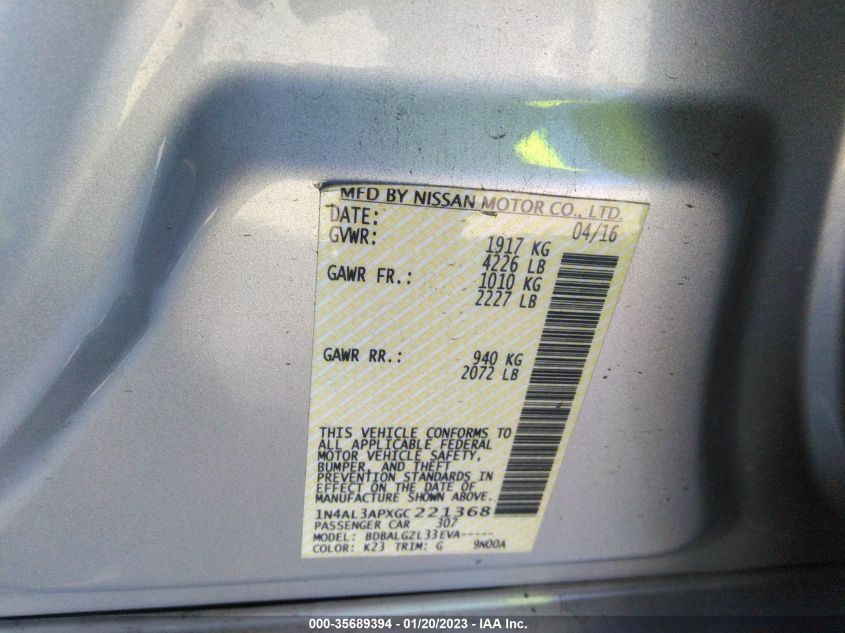 MFD BY NISSAN MOTOR CO., LTD.
DATE: 04/16
GVWR: 1917 KG
4226 LB
GAWR FR.: 1010 KG
2227 LB
GAWR RR.: 940 KG
2072 LB
THIS VEHICLE CONFORMS TO
ALL APPLICABLE FEDERAL
MOTOR VEHICLE SAFETY,
BUMPER, AND THEFT
PREVENTION STANDARDS IN
EFFECT ON THE DATE OF
MANUFACTURE SHOWN ABOVE.
1N4AL3APXGC221368
PASSENGER CAR 307
MODEL: BDBALGZL33EVA-----
COLOR: K23 TRIM: G 9N00A
000-35689394 — 01/20/2023 — IAA Inc.